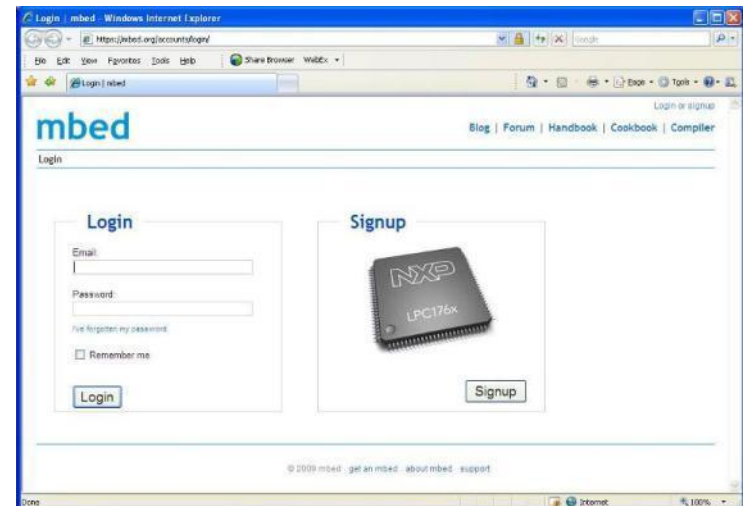 Login | mbed - Windows Internet Explorer
https://mbed.org/accounts/login/
Google
File Edit View Favorites Tools Help Share Browser WebEx
Login | mbed
Page Tools
Login or signup
mbed
Blog | Forum | Handbook | Cookbook | Compiler
Login
Login
Email:
Password:
I've forgotten my password
Remember me
Login
Signup
NXP
LPC176x
Signup
© 2009 mbed get an mbed about mbed support
Done
Internet
100%